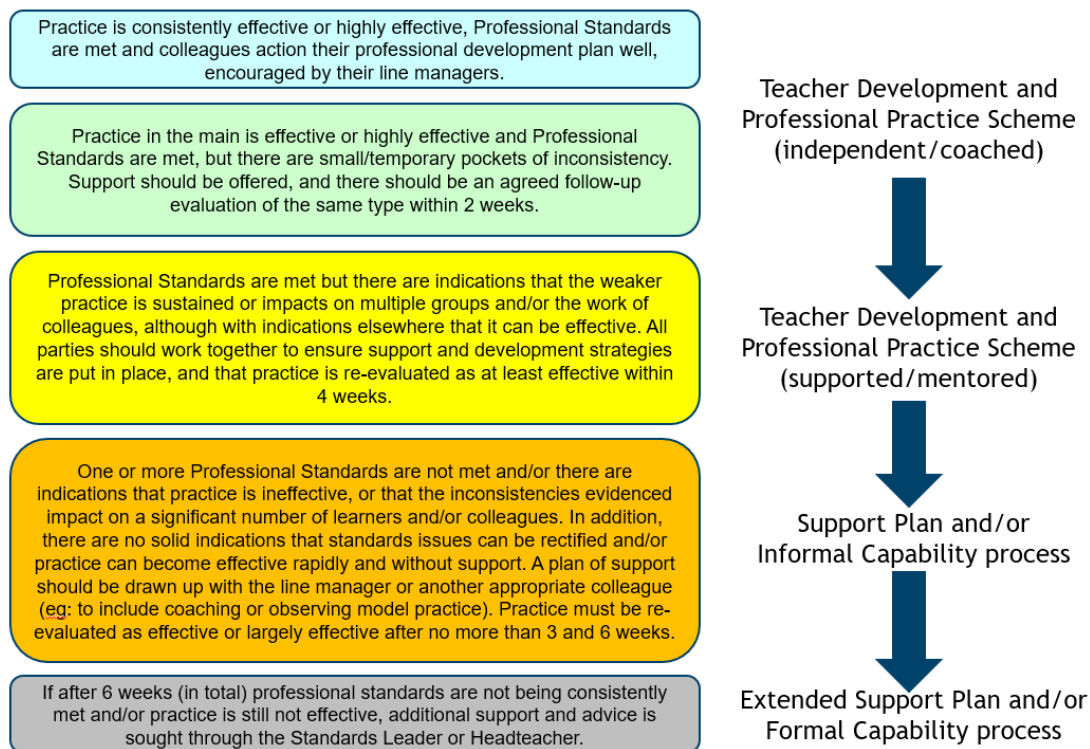 Practice is consistently effective or highly effective, Professional Standards
are met and colleagues action their professional development plan well,
encouraged by their line managers.
Practice in the main is effective or highly effective and Professional
Standards are met, but there are small/temporary pockets of inconsistency.
Support should be offered, and there should be an agreed follow-up
evaluation of the same type within 2 weeks.
Professional Standards are met but there are indications that the weaker
practice is sustained or impacts on multiple groups and/or the work of
colleagues, although with indications elsewhere that it can be effective. All
parties should work together to ensure support and development strategies
are put in place, and that practice is re-evaluated as at least effective within
4 weeks.
One or more Professional Standards are not met and/or there are
indications that practice is ineffective, or that the inconsistencies evidenced
impact on a significant number of learners and/or colleagues. In addition,
there are no solid indications that standards issues can be rectified and/or
practice can become effective rapidly and without support. A plan of support
should be drawn up with the line manager or another appropriate colleague
(eg: to include coaching or observing model practice). Practice must be re-
evaluated as effective or largely effective after no more than 3 and 6 weeks.
If after 6 weeks (in total) professional standards are not being consistently
met and/or practice is still not effective, additional support and advice is
sought through the Standards Leader or Headteacher.
Teacher Development and
Professional Practice Scheme
(independent/coached)
Teacher Development and
Professional Practice Scheme
(supported/mentored)
Support Plan and/or
Informal Capability process
Extended Support Plan and/or
Formal Capability process